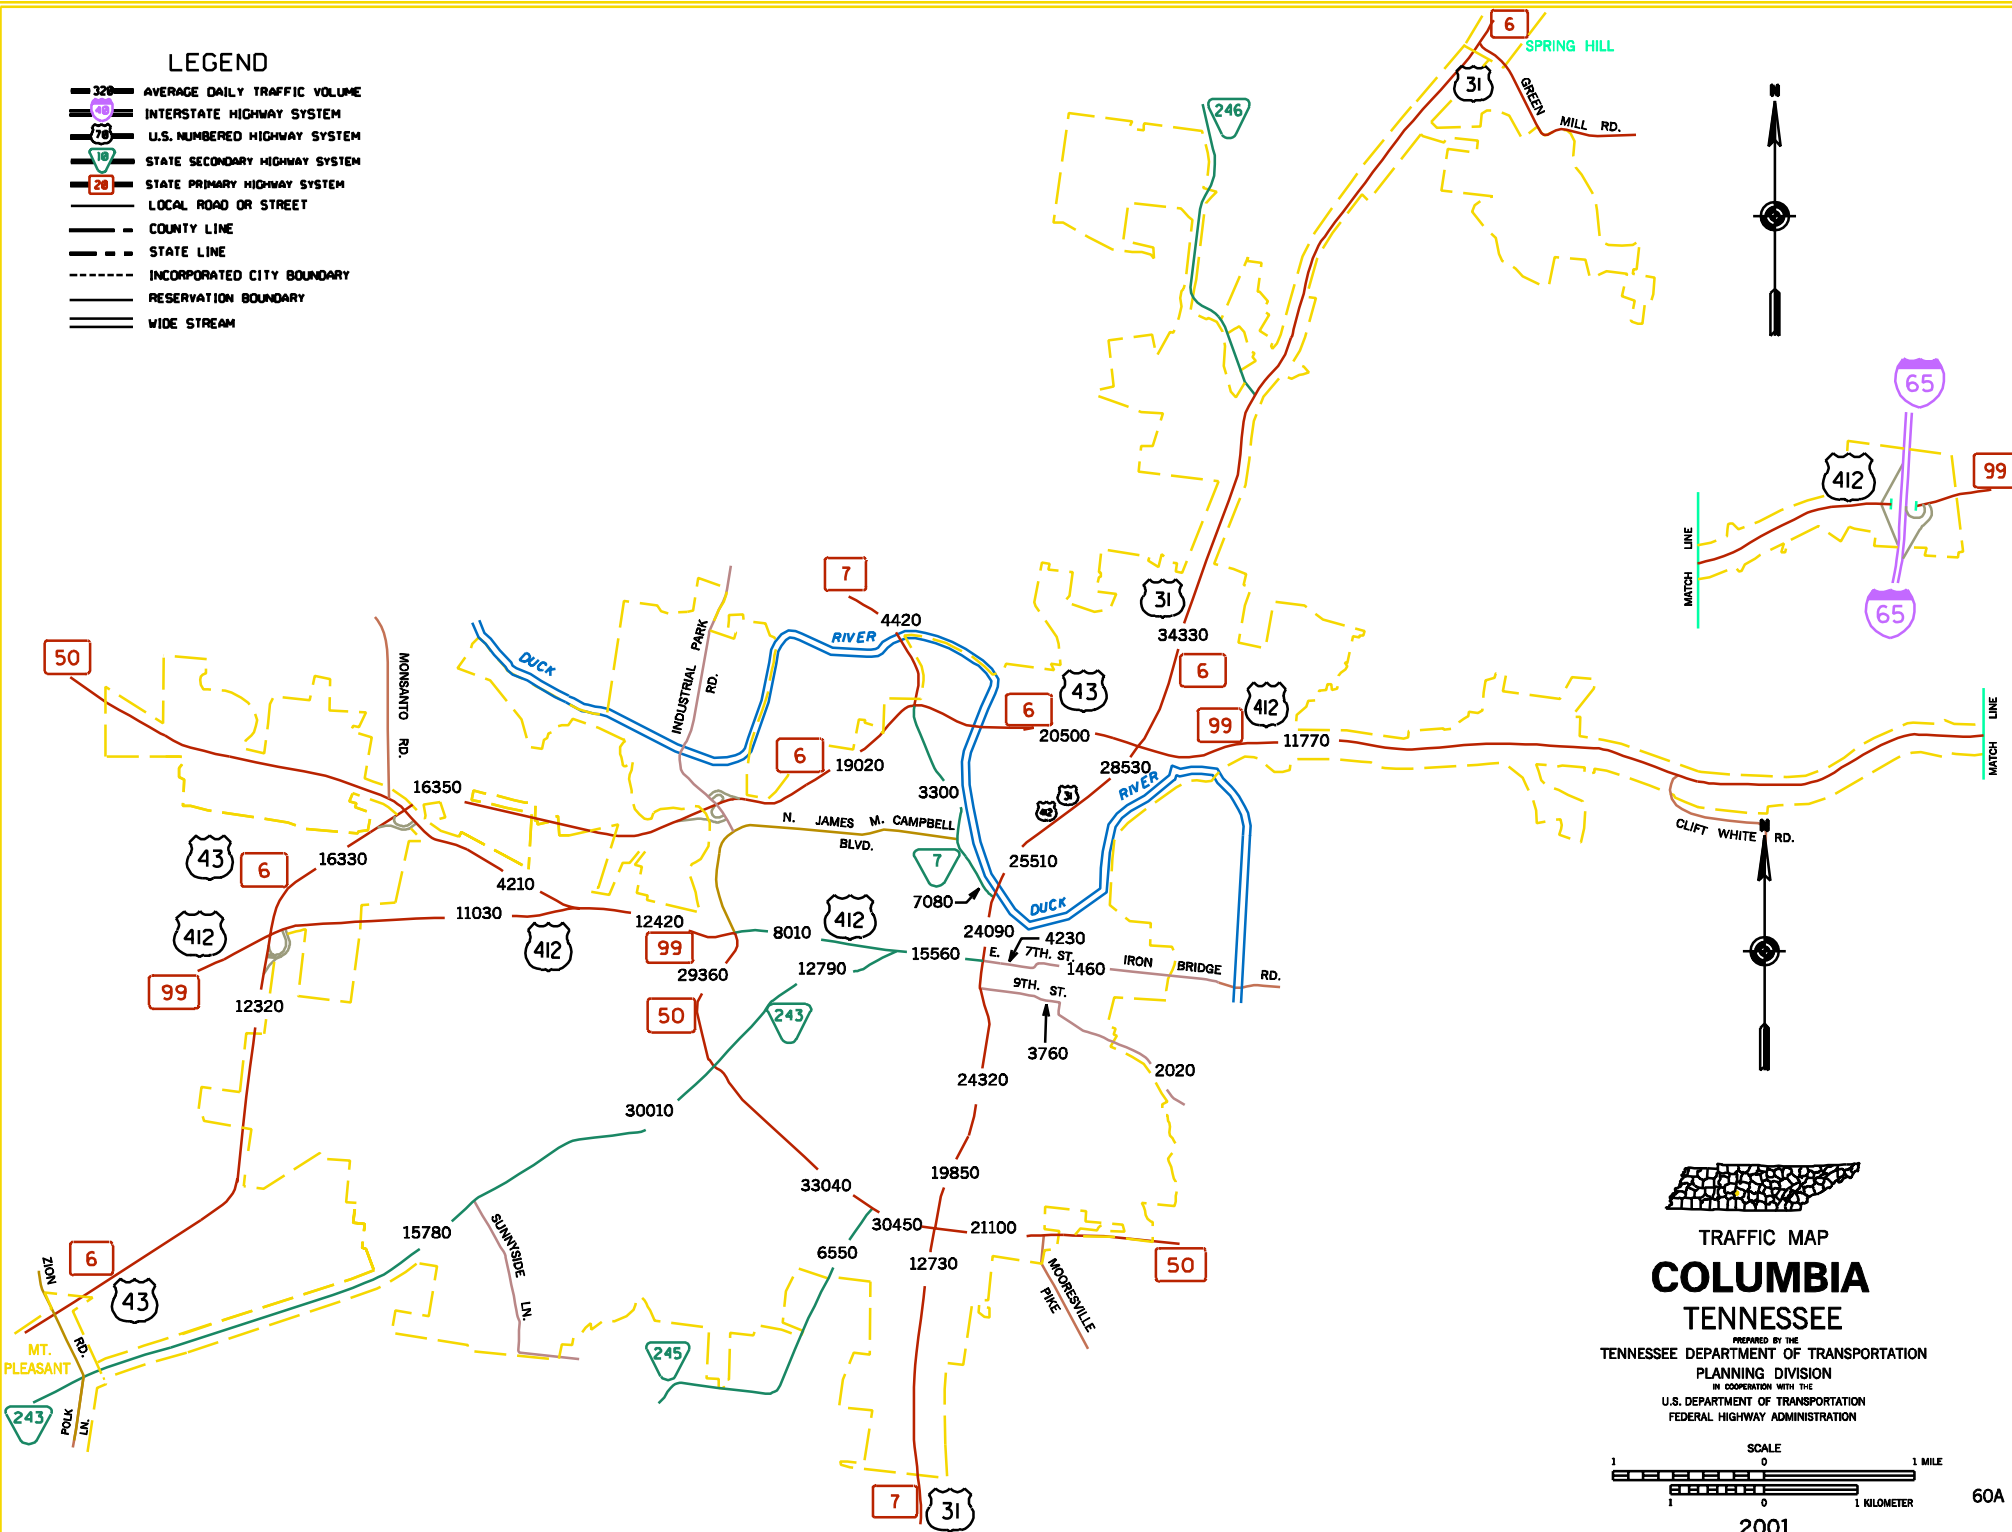 LEGEND
320 AVERAGE DAILY TRAFFIC VOLUME
40 INTERSTATE HIGHWAY SYSTEM
70 U.S. NUMBERED HIGHWAY SYSTEM
10 STATE SECONDARY HIGHWAY SYSTEM
20 STATE PRIMARY HIGHWAY SYSTEM
LOCAL ROAD OR STREET
COUNTY LINE
STATE LINE
INCORPORATED CITY BOUNDARY
RESERVATION BOUNDARY
WIDE STREAM
6
SPRING HILL
31
GREEN
MILL RD.
246
N
65
412
99
MATCH LINE
65
7
4420
31
34330
RIVER
DUCK
INDUSTRIAL PARK
RD.
50
MONSANTO RD.
43
6
412
99
6
20500
11770
MATCH LINE
6
19020
28530
RIVER
16350
3300
31
412
N. JAMES M. CAMPBELL
BLVD.
CLIFT WHITE RD.
N
43
6
16330
4210
7
25510
7080
DUCK
11030
12420
412
412
412
8010
24090
4230
99
15560
E. 7TH. ST.
1460
IRON BRIDGE RD.
99
12320
29360
12790
9TH. ST.
50
243
3760
24320
2020
30010
19850
33040
15780
SUNNYSIDE LN.
30450
21100
6550
12730
50
MOORESVILLE
PIKE
ZION
RD.
6
43
MT.
PLEASANT
245
243
POLK
LN.
7
31
TRAFFIC MAP
COLUMBIA
TENNESSEE
PREPARED BY THE
TENNESSEE DEPARTMENT OF TRANSPORTATION
PLANNING DIVISION
IN COOPERATION WITH THE
U.S. DEPARTMENT OF TRANSPORTATION
FEDERAL HIGHWAY ADMINISTRATION
SCALE
1 0 1 MILE
1 0 1 KILOMETER
60A
2001